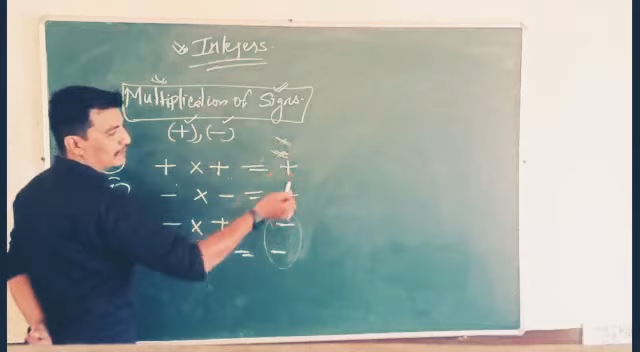 Integers.
Multiplication of Signs.
(+), (-)
+ × + = +
- × - = +
- × + -
= -